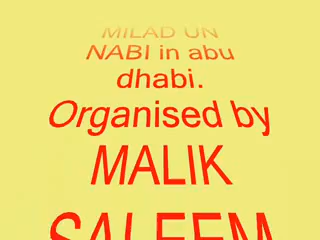 MILAD UN
NABI in abu
dhabi.
Organised by
MALIK
SALEEM